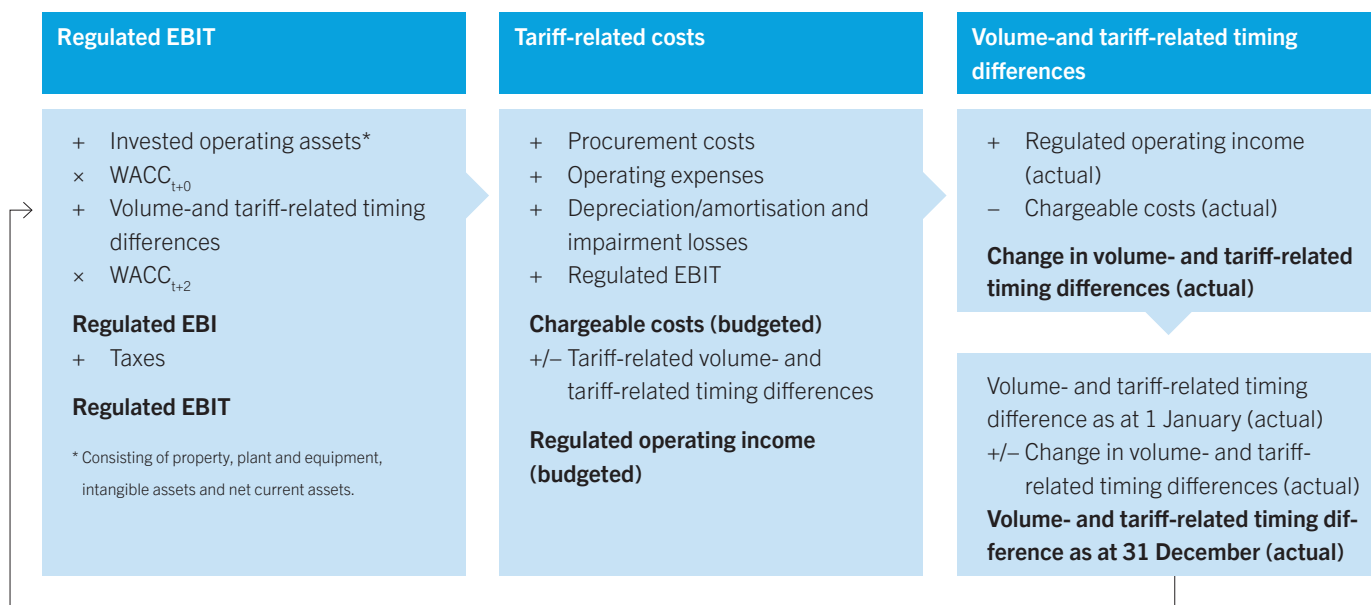 Regulated EBIT
+ Invested operating assets*
× WACCt+0
+ Volume-and tariff-related timing
differences
× WACCt+2
Regulated EBI
+ Taxes
Regulated EBIT
* Consisting of property, plant and equipment,
intangible assets and net current assets.
Tariff-related costs
+ Procurement costs
+ Operating expenses
+ Depreciation/amortisation and
impairment losses
+ Regulated EBIT
Chargeable costs (budgeted)
+/– Tariff-related volume- and
tariff-related timing differences
Regulated operating income
(budgeted)
Volume-and tariff-related timing
differences
+ Regulated operating income
(actual)
– Chargeable costs (actual)
Change in volume- and tariff-related
timing differences (actual)
Volume- and tariff-related timing
difference as at 1 January (actual)
+/– Change in volume- and tariff-
related timing differences (actual)
Volume- and tariff-related timing dif-
ference as at 31 December (actual)